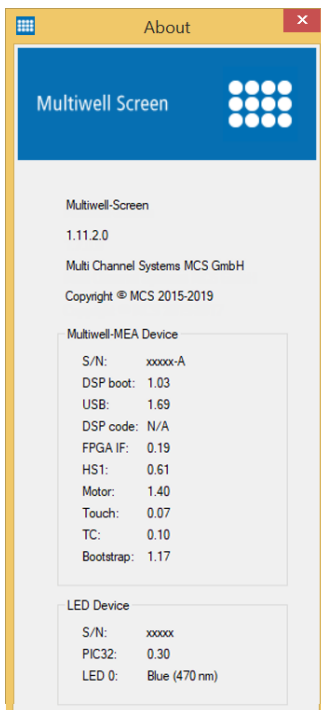 About
Multiwell Screen
Multiwell-Screen
1.11.2.0
Multi Channel Systems MCS GmbH
Copyright © MCS 2015-2019
Multiwell-MEA Device
S/N: xxxxx-A
DSP boot: 1.03
USB: 1.69
DSP code: N/A
FPGA IF: 0.19
HS1: 0.61
Motor: 1.40
Touch: 0.07
TC: 0.10
Bootstrap: 1.17
LED Device
S/N: xxxxx
PIC32: 0.30
LED 0: Blue (470 nm)